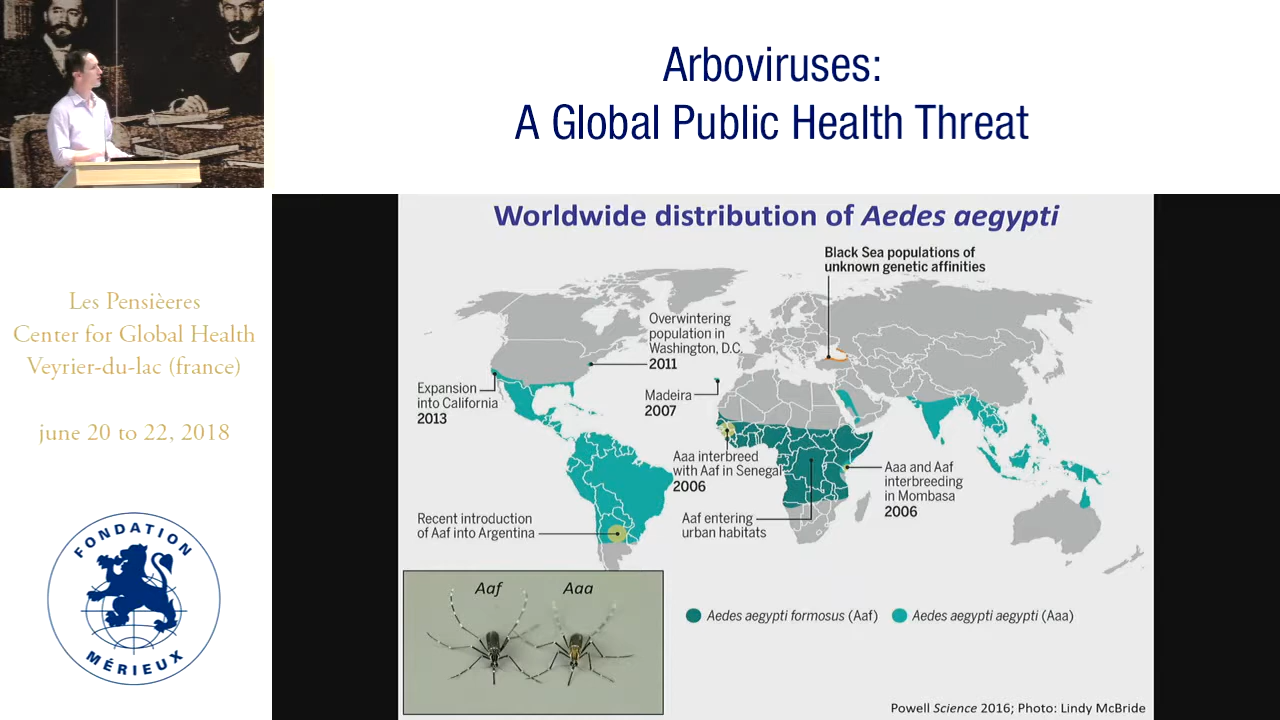 Arboviruses:
A Global Public Health Threat
Les Pensièeres
Center for Global Health
Veyrier-du-lac (france)
june 20 to 22, 2018
FONDATION
MÉRIEUX
Worldwide distribution of Aedes aegypti
Black Sea populations of
unknown genetic affinities
Overwintering
population in
Washington, D.C.
2011
Expansion
into California
2013
Madeira
2007
Aaa interbreed
with Aaf in Senegal
2006
Aaa and Aaf
interbreeding
in Mombasa
2006
Recent introduction
of Aaf into Argentina
Aaf entering
urban habitats
Aaf Aaa
Aedes aegypti formosus (Aaf) Aedes aegypti aegypti (Aaa)
Powell Science 2016; Photo: Lindy McBride